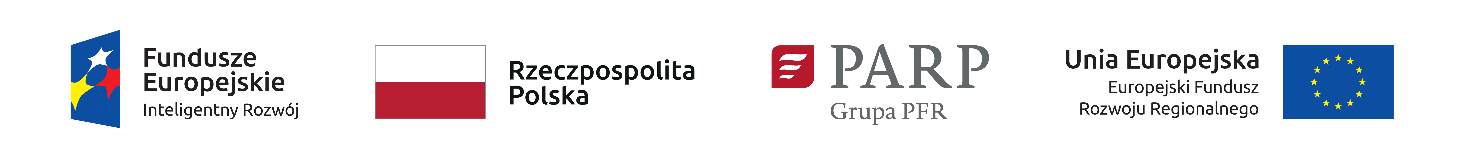 Fundusze
Europejskie
Inteligentny Rozwój
Rzeczpospolita
Polska
PARP
Grupa PFR
Unia Europejska
Europejski Fundusz
Rozwoju Regionalnego